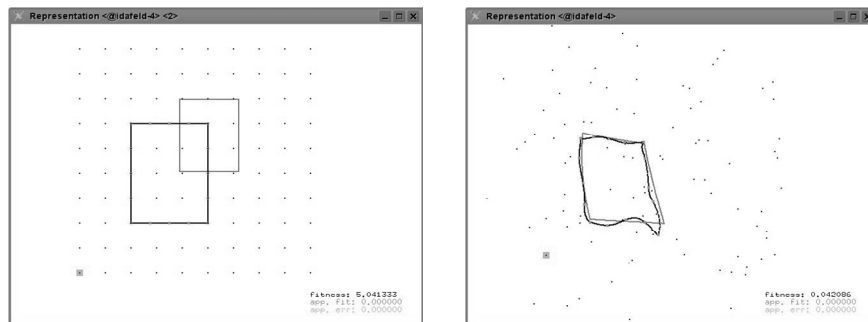 Representation <@idafeld-4> <2>
fitness: 5.041333
app. fit: 0.000000
app. err: 0.000000
Representation <@idafeld-4>
fitness: 0.042086
app. fit: 0.000000
app. err: 0.000000